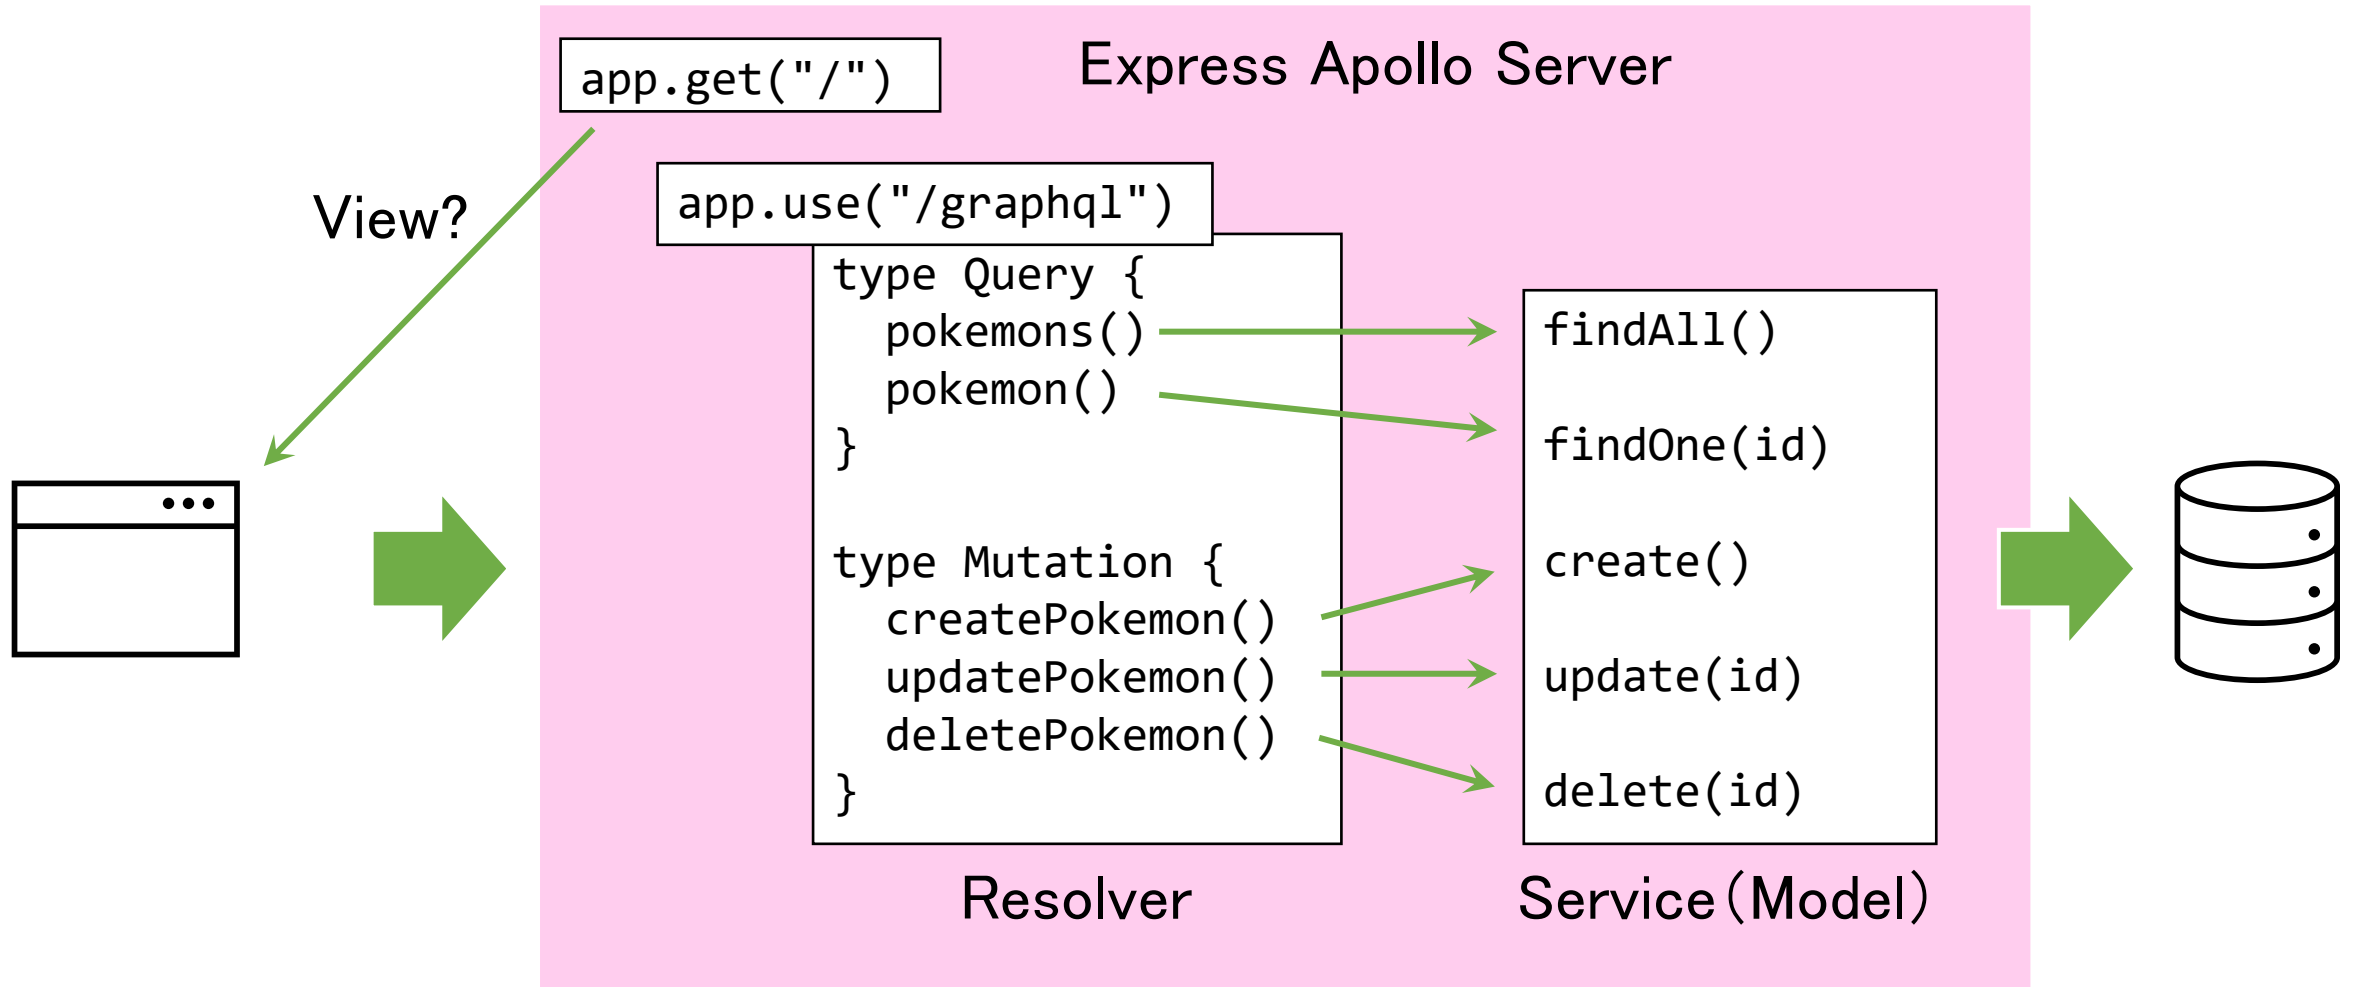 app.get("/")
Express Apollo Server
View?
app.use("/graphql")
type Query {
  pokemons()
  pokemon()
}
type Mutation {
  createPokemon()
  updatePokemon()
  deletePokemon()
}
Resolver
findAll()
findOne(id)
create()
update(id)
delete(id)
Service（Model）